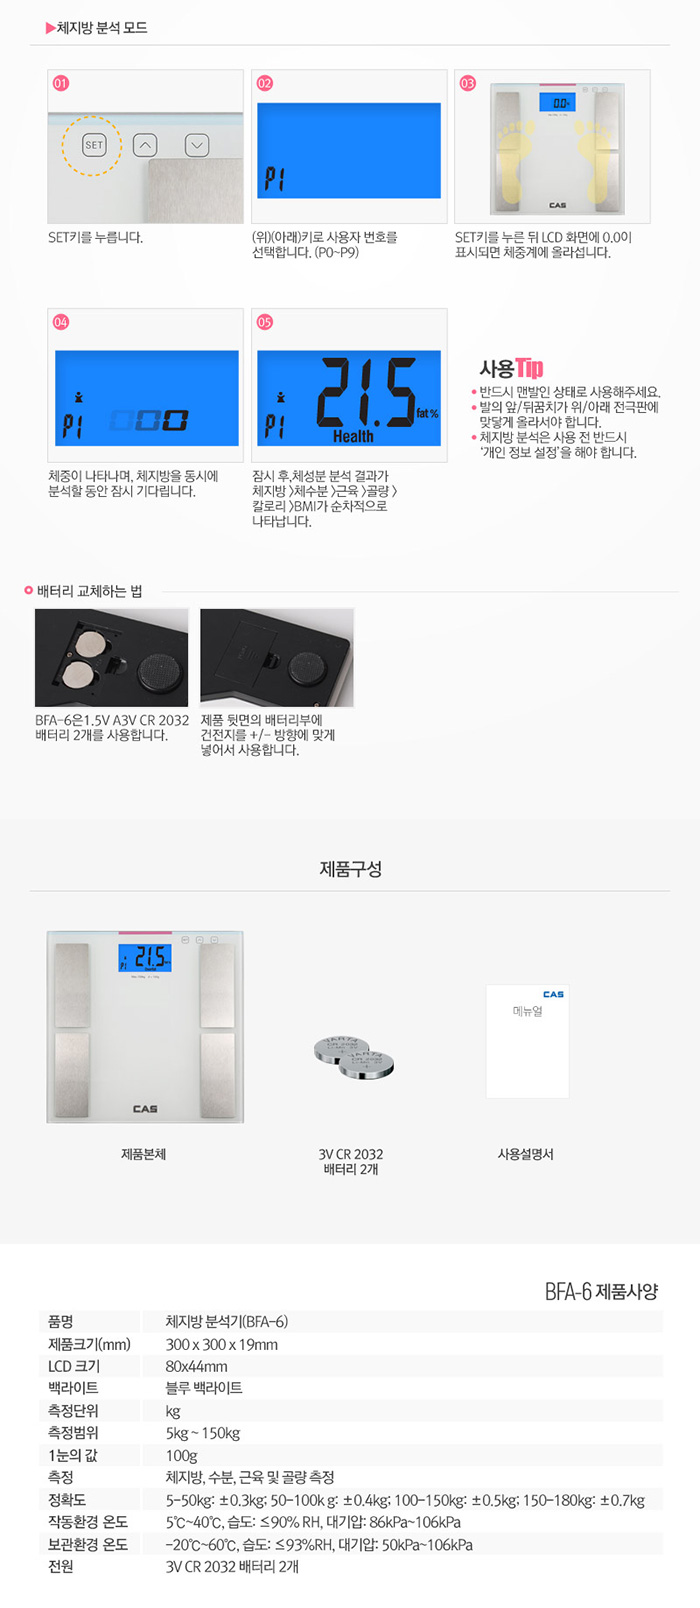 ▶체지방 분석 모드
01
SET
SET키를 누릅니다.
02
P1
(위)(아래)키로 사용자 번호를
선택합니다. (P0~P9)
03
0.0
CAS
SET키를 누른 뒤 LCD 화면에 0.0이
표시되면 체중계에 올라섭니다.
04
P1 000
체중이 나타나며, 체지방을 동시에
분석할 동안 잠시 기다립니다.
05
P1 21.5 fat%
Health
잠시 후,체성분 분석 결과가
체지방 〉체수분 〉근육 〉골량 〉
칼로리 〉BMI가 순차적으로
나타납니다.
사용Tip
• 반드시 맨발인 상태로 사용해주세요.
• 발의 앞/뒤꿈치가 위/아래 전극판에
맞닿게 올라서야 합니다.
• 체지방 분석은 사용 전 반드시
‘개인 정보 설정’을 해야 합니다.
배터리 교체하는 법
BFA-6은1.5V A3V CR 2032
배터리 2개를 사용합니다.
제품 뒷면의 배터리부에
건전지를 +/- 방향에 맞게
넣어서 사용합니다.
제품구성
P1 21.5
CAS
제품본체
VARTA
CR 2032
VARTA
CR 2032
3V CR 2032
배터리 2개
CAS
메뉴얼
사용설명서
BFA-6 제품사양
품명 체지방 분석기(BFA-6)
제품크기(mm) 300 x 300 x 19mm
LCD 크기 80x44mm
백라이트 블루 백라이트
측정단위 kg
측정범위 5kg ~ 150kg
1눈의 값 100g
측정 체지방, 수분, 근육 및 골량 측정
정확도 5-50kg: ±0.3kg; 50-100k g: ±0.4kg; 100-150kg: ±0.5kg; 150-180kg: ±0.7kg
작동환경 온도 5℃~40℃, 습도: ≤90% RH, 대기압: 86kPa~106kPa
보관환경 온도 -20℃~60℃, 습도: ≤93%RH, 대기압: 50kPa~106kPa
전원 3V CR 2032 배터리 2개